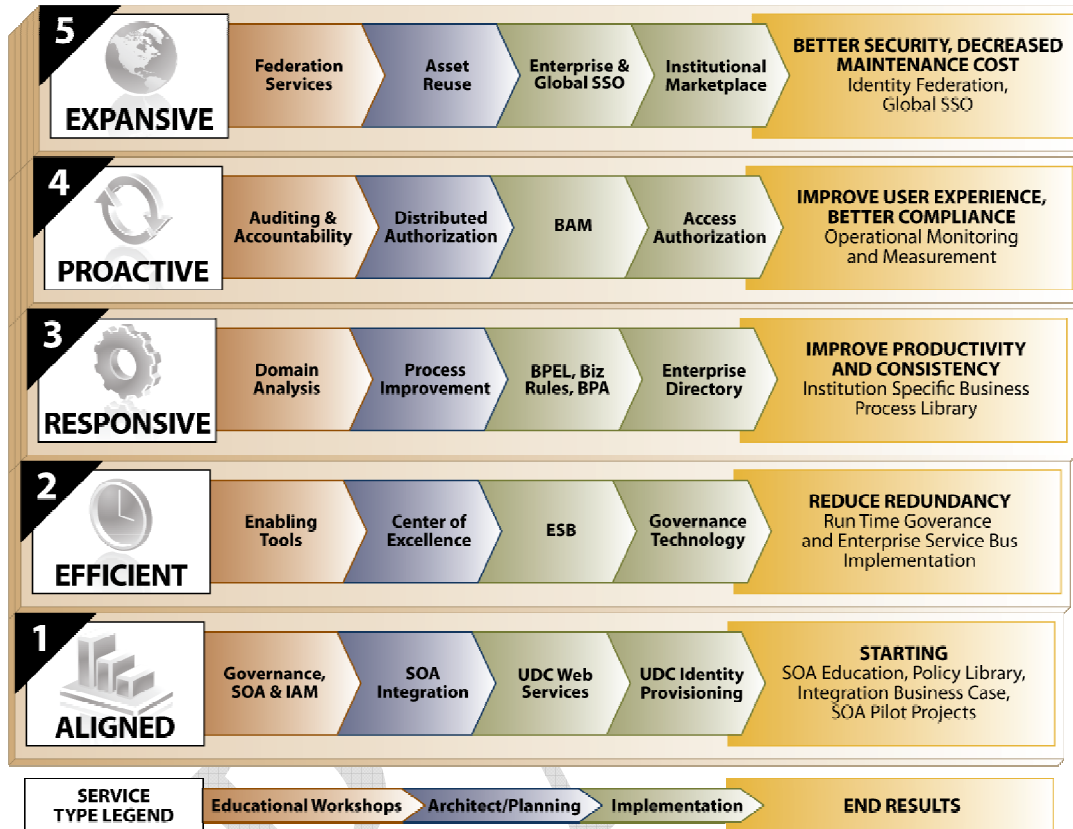 5
EXPANSIVE
Federation
Services
Asset
Reuse
Enterprise &
Global SSO
Institutional
Marketplace
BETTER SECURITY, DECREASED
MAINTENANCE COST
Identity Federation,
Global SSO
4
PROACTIVE
Auditing &
Accountability
Distributed
Authorization
BAM
Access
Authorization
IMPROVE USER EXPERIENCE,
BETTER COMPLIANCE
Operational Monitoring
and Measurement
3
RESPONSIVE
Domain
Analysis
Process
Improvement
BPEL, Biz
Rules, BPA
Enterprise
Directory
IMPROVE PRODUCTIVITY
AND CONSISTENCY
Institution Specific Business
Process Library
2
EFFICIENT
Enabling
Tools
Center of
Excellence
ESB
Governance
Technology
REDUCE REDUNDANCY
Run Time Goverance
and Enterprise Service Bus
Implementation
1
ALIGNED
Governance,
SOA & IAM
SOA
Integration
UDC Web
Services
UDC Identity
Provisioning
STARTING
SOA Education, Policy Library,
Integration Business Case,
SOA Pilot Projects
SERVICE
TYPE LEGEND
Educational Workshops
Architect/Planning
Implementation
END RESULTS